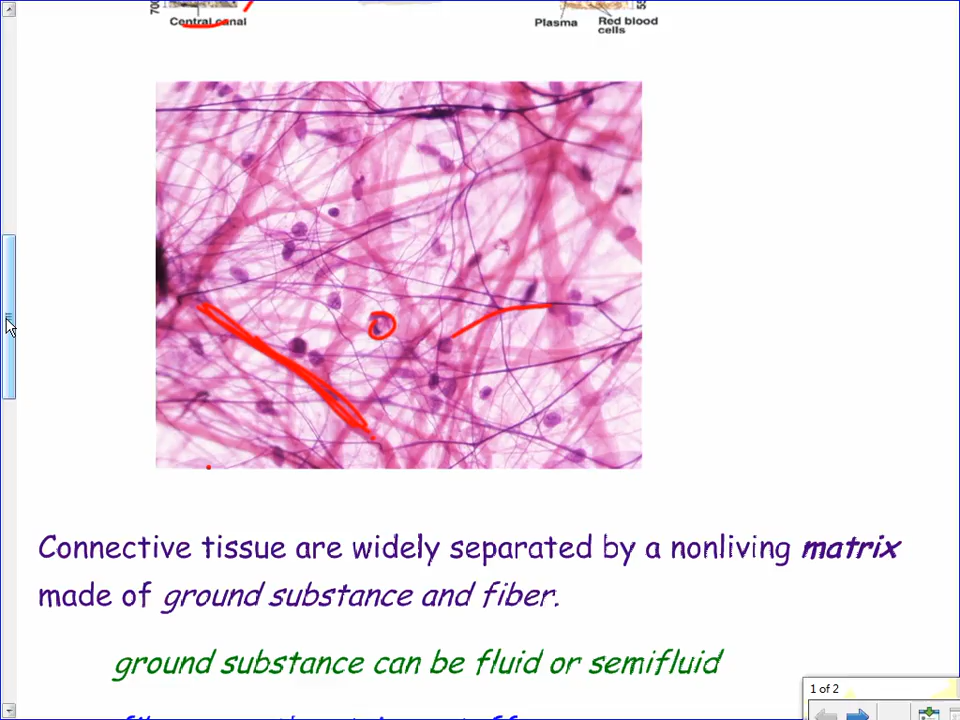 700
Central canal
Plasma
Red blood
cells
Connective tissue are widely separated by a nonliving matrix
made of ground substance and fiber.
ground substance can be fluid or semifluid
1 of 2